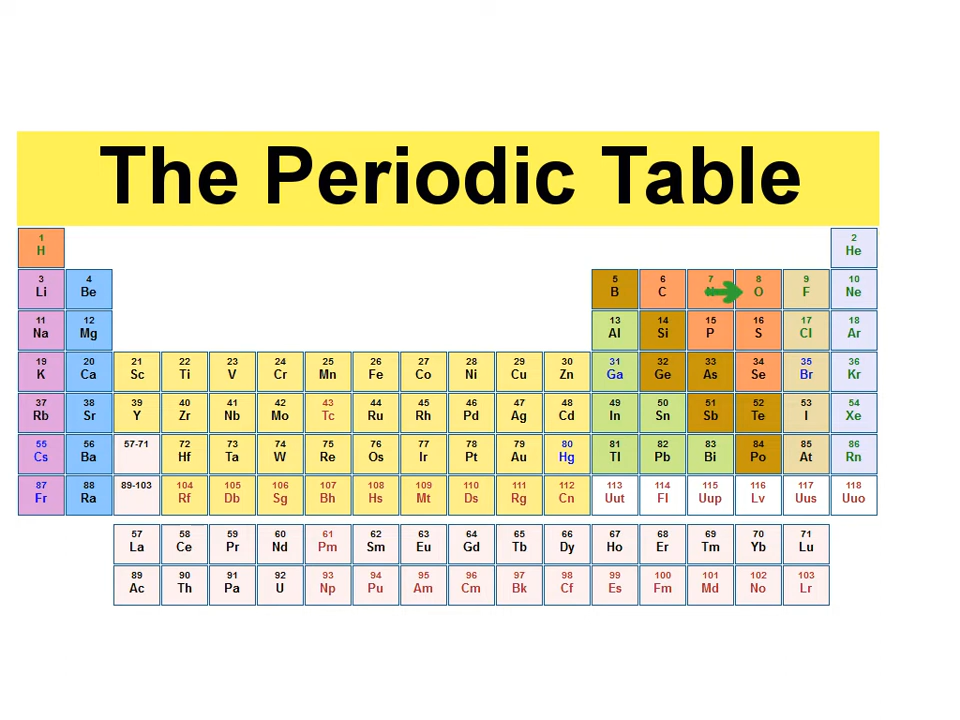 The Periodic Table
1 2
H He
3 4 5 6 7 8 9 10
Li Be B C O F Ne
11 12 13 14 15 16 17 18
Na Mg Al Si P S Cl Ar
19 20 21 22 23 24 25 26 27 28 29 30 31 32 33 34 35 36
K Ca Sc Ti V Cr Mn Fe Co Ni Cu Zn Ga Ge As Se Br Kr
37 38 39 40 41 42 43 44 45 46 47 48 49 50 51 52 53 54
Rb Sr Y Zr Nb Mo Tc Ru Rh Pd Ag Cd In Sn Sb Te I Xe
55 56 57-71 72 73 74 75 76 77 78 79 80 81 82 83 84 85 86
Cs Ba Hf Ta W Re Os Ir Pt Au Hg Tl Pb Bi Po At Rn
87 88 89-103 104 105 106 107 108 109 110 111 112 113 114 115 116 117 118
Fr Ra Rf Db Sg Bh Hs Mt Ds Rg Cn Uut Fl Uup Lv Uus Uuo
57 58 59 60 61 62 63 64 65 66 67 68 69 70 71
La Ce Pr Nd Pm Sm Eu Gd Tb Dy Ho Er Tm Yb Lu
89 90 91 92 93 94 95 96 97 98 99 100 101 102 103
Ac Th Pa U Np Pu Am Cm Bk Cf Es Fm Md No Lr